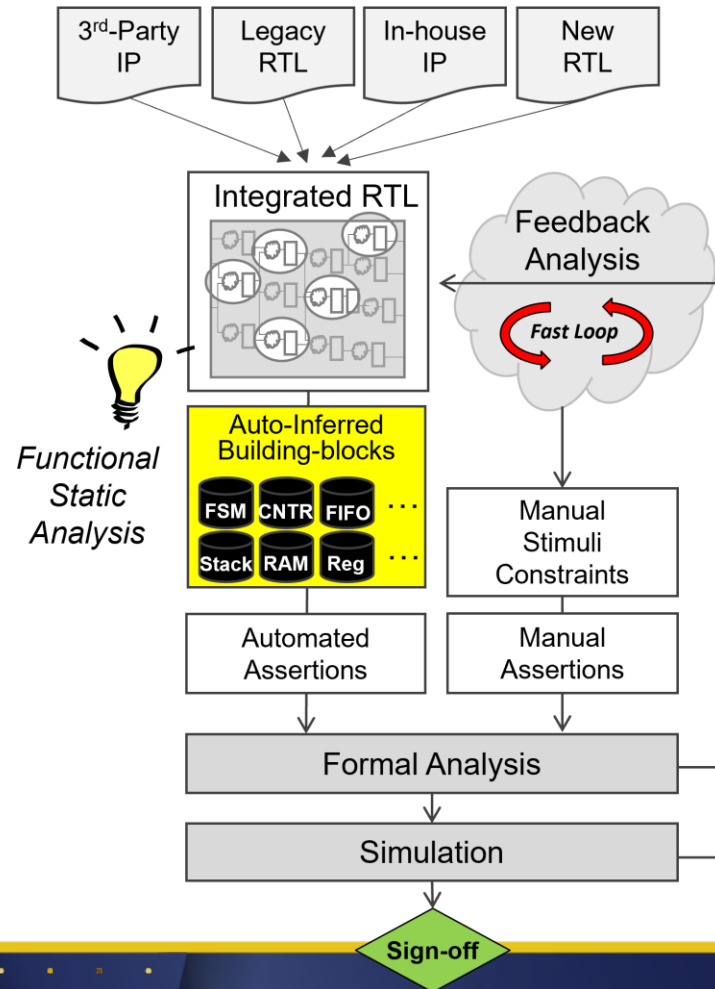 3rd-Party
IP
Legacy
RTL
In-house
IP
New
RTL
Integrated RTL
Feedback
Analysis
Fast Loop
Functional
Static
Analysis
Auto-Inferred
Building-blocks
FSM CNTR FIFO ...
Stack RAM Reg ...
Manual
Stimuli
Constraints
Automated
Assertions
Manual
Assertions
Formal Analysis
Simulation
Sign-off